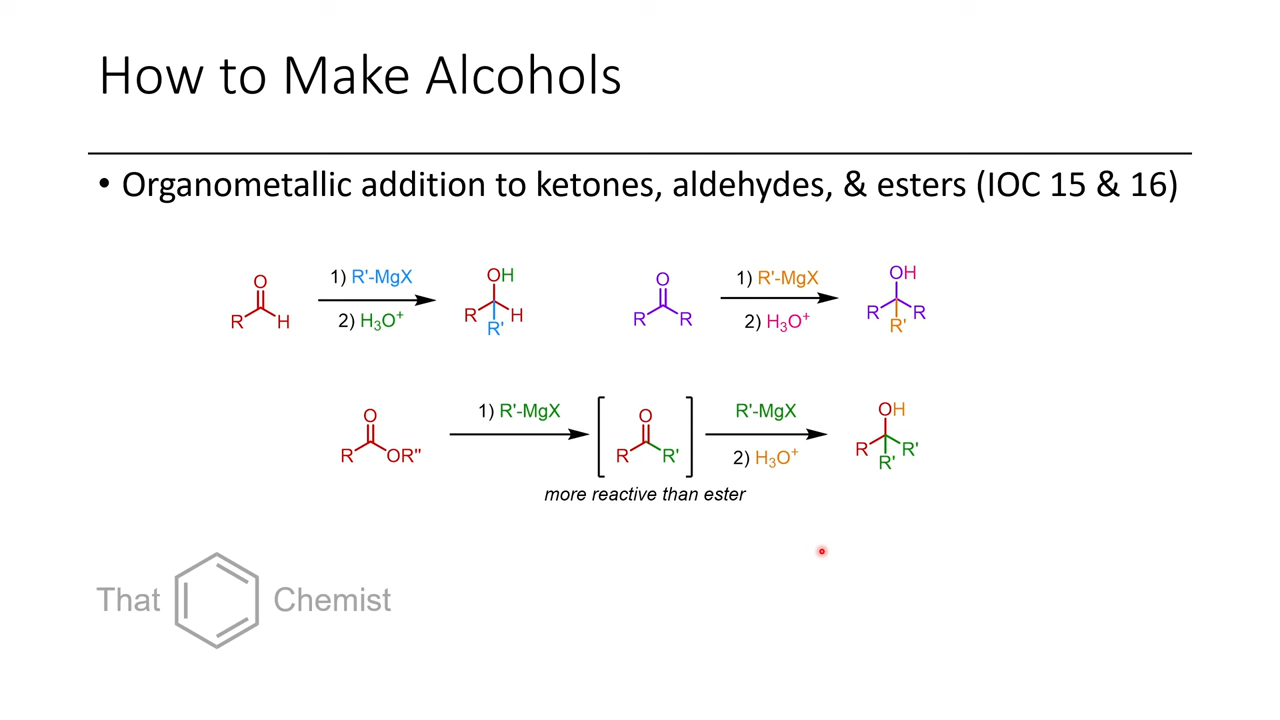 How to Make Alcohols
• Organometallic addition to ketones, aldehydes, & esters (IOC 15 & 16)
O
R H
1) R'-MgX
2) H₃O⁺
OH
R H
R'
O
R R
1) R'-MgX
2) H₃O⁺
OH
R R
R'
O
R OR"
1) R'-MgX
O
R R'
more reactive than ester
R'-MgX
2) H₃O⁺
OH
R R'
R'
That Chemist